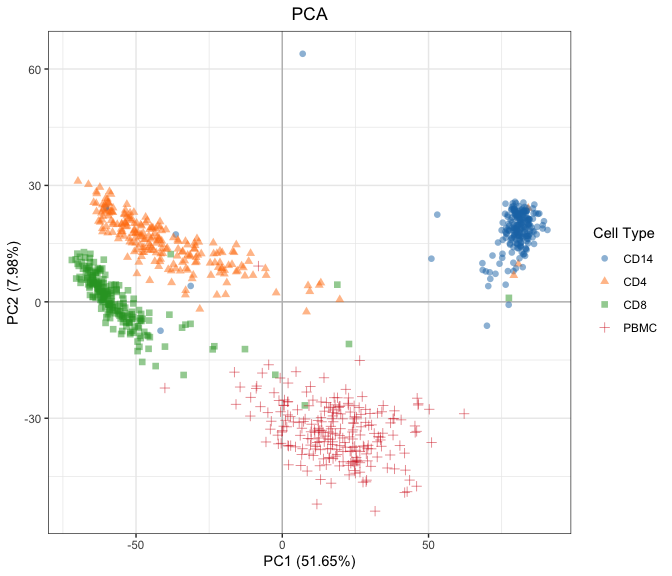 PCA
60
30
0
-30
PC2 (7.98%)
-50
0
50
PC1 (51.65%)
Cell Type
CD14
CD4
CD8
PBMC